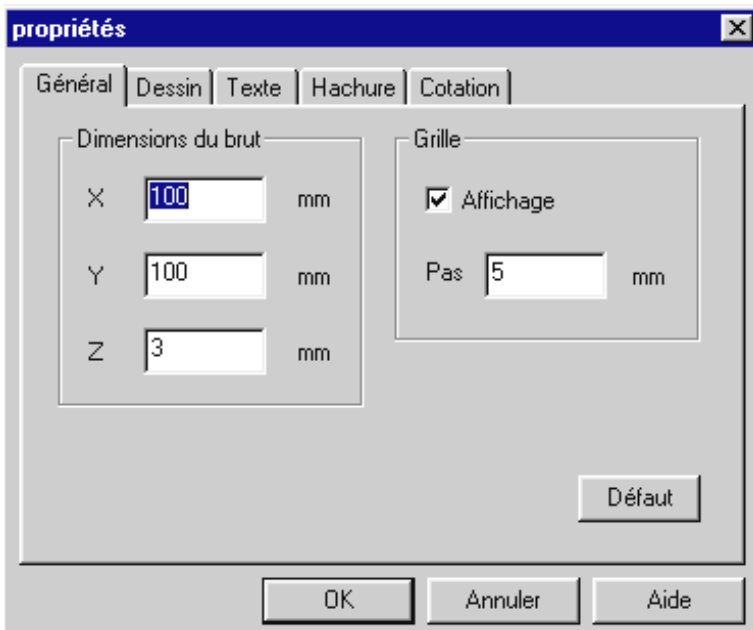 propriétés
Général Dessin Texte Hachure Cotation
Dimensions du brut
X 100 mm
Y 100 mm
Z 3 mm
Grille
Affichage
Pas 5 mm
Défaut
OK Annuler Aide